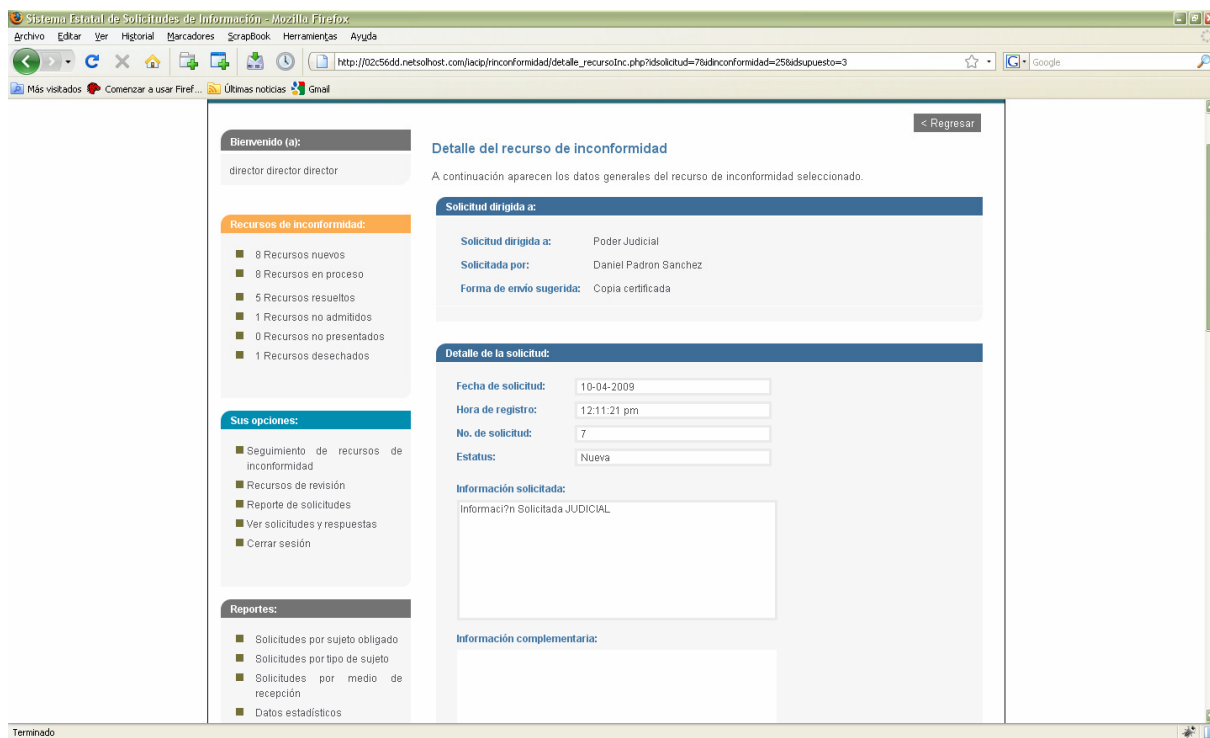 Sistema Estatal de Solicitudes de Información - Mozilla Firefox
Archivo Editar Ver Historial Marcadores ScrapBook Herramientas Ayuda
http://02c56dd.netsolhost.com/iacip/rinconformidad/detalle_recursoInc.php?idsolicitud=7&idinconformidad=25&idsupuesto=3
Google
Más visitados Comenzar a usar Firef... Últimas noticias Gmail
< Regresar
Bienvenido (a):
director director director
Recursos de inconformidad:
8 Recursos nuevos
8 Recursos en proceso
5 Recursos resueltos
1 Recursos no admitidos
0 Recursos no presentados
1 Recursos desechados
Sus opciones:
Seguimiento de recursos de
inconformidad
Recursos de revisión
Reporte de solicitudes
Ver solicitudes y respuestas
Cerrar sesión
Reportes:
Solicitudes por sujeto obligado
Solicitudes por tipo de sujeto
Solicitudes por medio de
recepción
Datos estadísticos
Detalle del recurso de inconformidad
A continuación aparecen los datos generales del recurso de inconformidad seleccionado.
Solicitud dirigida a:
Solicitud dirigida a: Poder Judicial
Solicitada por: Daniel Padron Sanchez
Forma de envío sugerida: Copia certificada
Detalle de la solicitud:
Fecha de solicitud: 10-04-2009
Hora de registro: 12:11:21 pm
No. de solicitud: 7
Estatus: Nueva
Información solicitada:
Informaci?n Solicitada JUDICIAL
Información complementaria:
Terminado